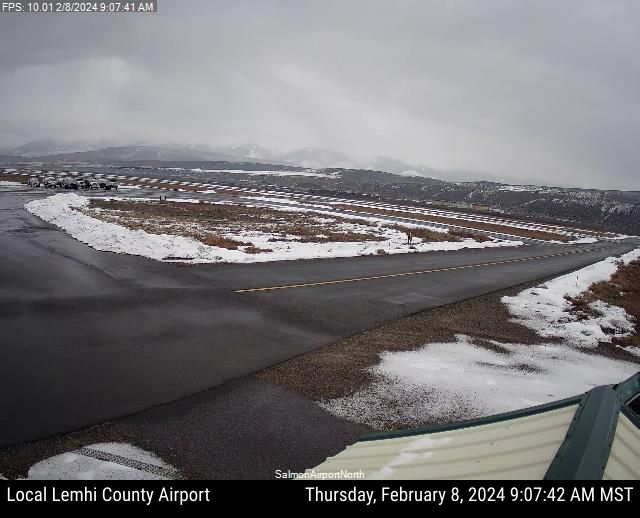 FPS: 10.01 2/8/2024 9:07:41 AM
SalmonAirportNorth
Local Lemhi County Airport Thursday, February 8, 2024 9:07:42 AM MST